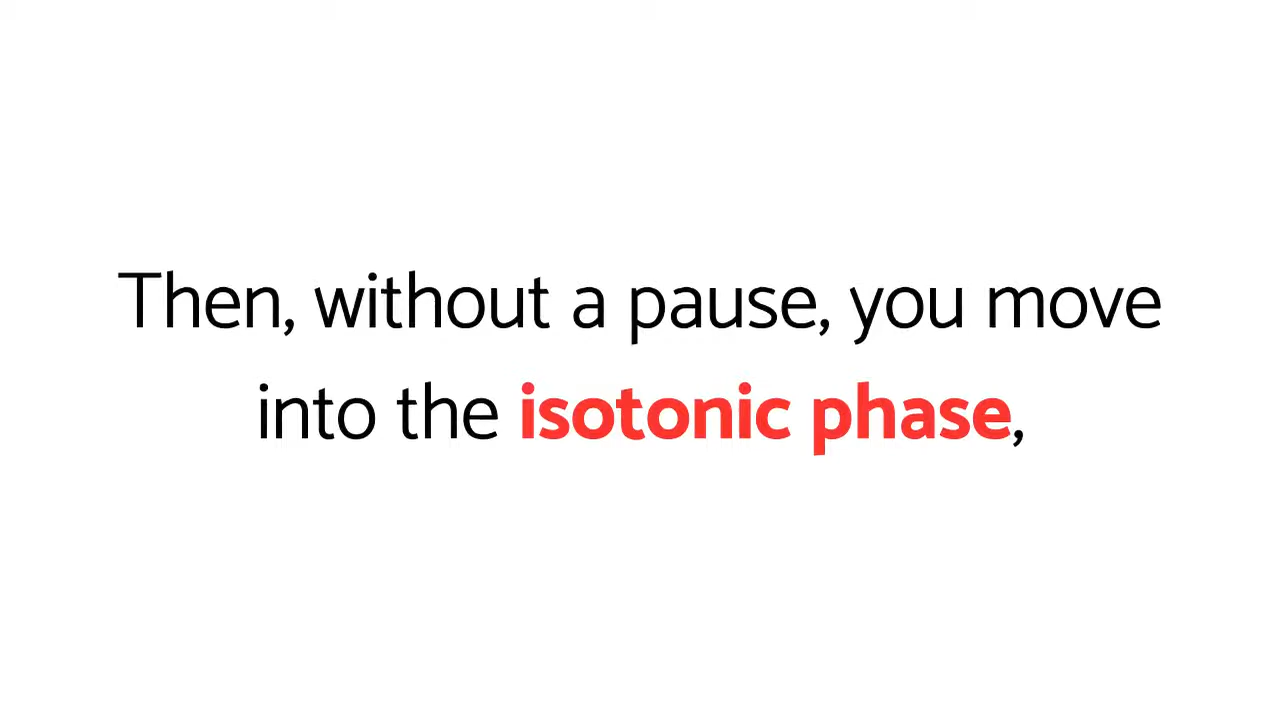 Then, without a pause, you move
into the isotonic phase,